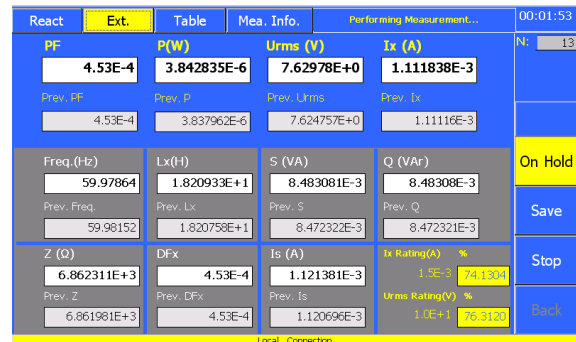 React Ext. Table Mea. Info. Performing Measurement... 00:01:53
PF P(W) Urms (V) Ix (A) N: 13
4.53E-4 3.842835E-6 7.62978E+0 1.111838E-3
Prev. PF Prev. P Prev. Urms Prev. Ix
4.53E-4 3.837962E-6 7.624757E+0 1.11116E-3
Freq.(Hz) Lx(H) S (VA) Q (VAr) On Hold
59.97864 1.820933E+1 8.483081E-3 8.48308E-3
Prev. Freq. Prev. Lx Prev. S Prev. Q Save
59.98152 1.820758E+1 8.472322E-3 8.472321E-3
Z (Ω) DFx Is (A) Ix Rating(A) % Stop
6.862311E+3 4.53E-4 1.121381E-3 1.5E-3 74.1304
Prev. Z Prev. DFx Prev. Is Urms Rating(V) % Back
6.861981E+3 4.53E-4 1.120696E-3 1.0E+1 76.3120
Local Connection